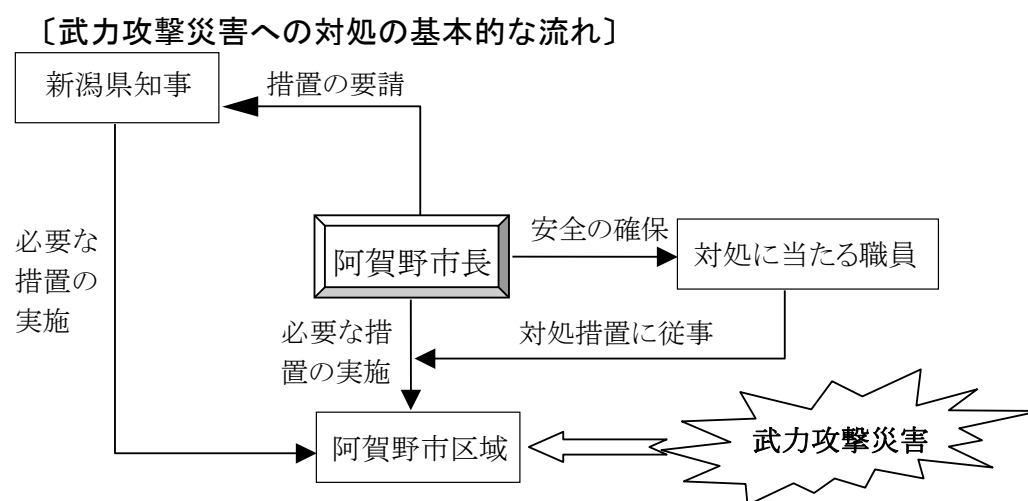 〔武力攻撃災害への対処の基本的な流れ〕
新潟県知事
措置の要請
必要な
措置の
実施
阿賀野市長
安全の確保
対処に当たる職員
必要な措
置の実施
対処措置に従事
阿賀野市区域
武力攻撃災害